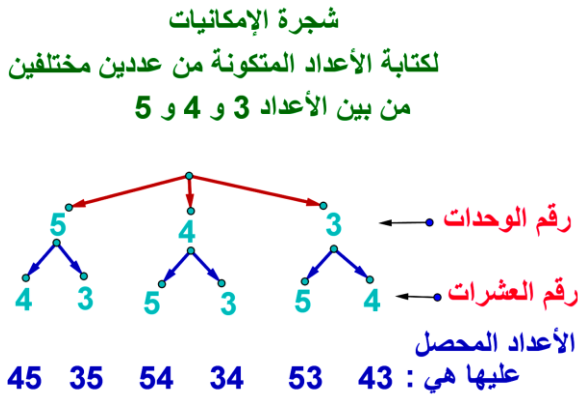 شجرة الإمكانيات
لكتابة الأعداد المتكونة من عددين مختلفين
من بين الأعداد 3 و 4 و 5
3 4 5 رقم الوحدات
4 5 3 5 3 4 رقم العشرات
الأعداد المحصل
عليها هي : 43 53 34 54 35 45